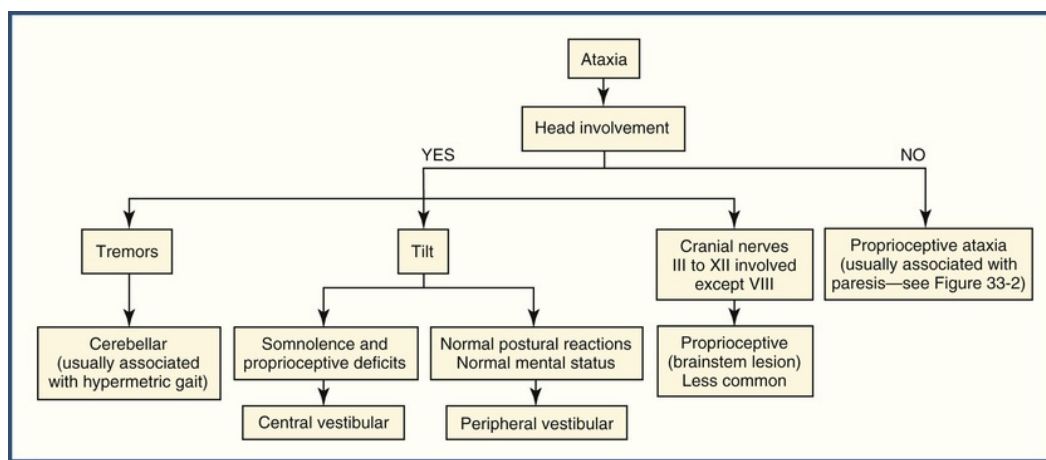 Ataxia
Head involvement
YES
NO
Tremors
Tilt
Cranial nerves
III to XII involved
except VIII
Proprioceptive ataxia
(usually associated with
paresis—see Figure 33-2)
Cerebellar
(usually associated
with hypermetric gait)
Somnolence and
proprioceptive deficits
Normal postural reactions
Normal mental status
Proprioceptive
(brainstem lesion)
Less common
Central vestibular
Peripheral vestibular